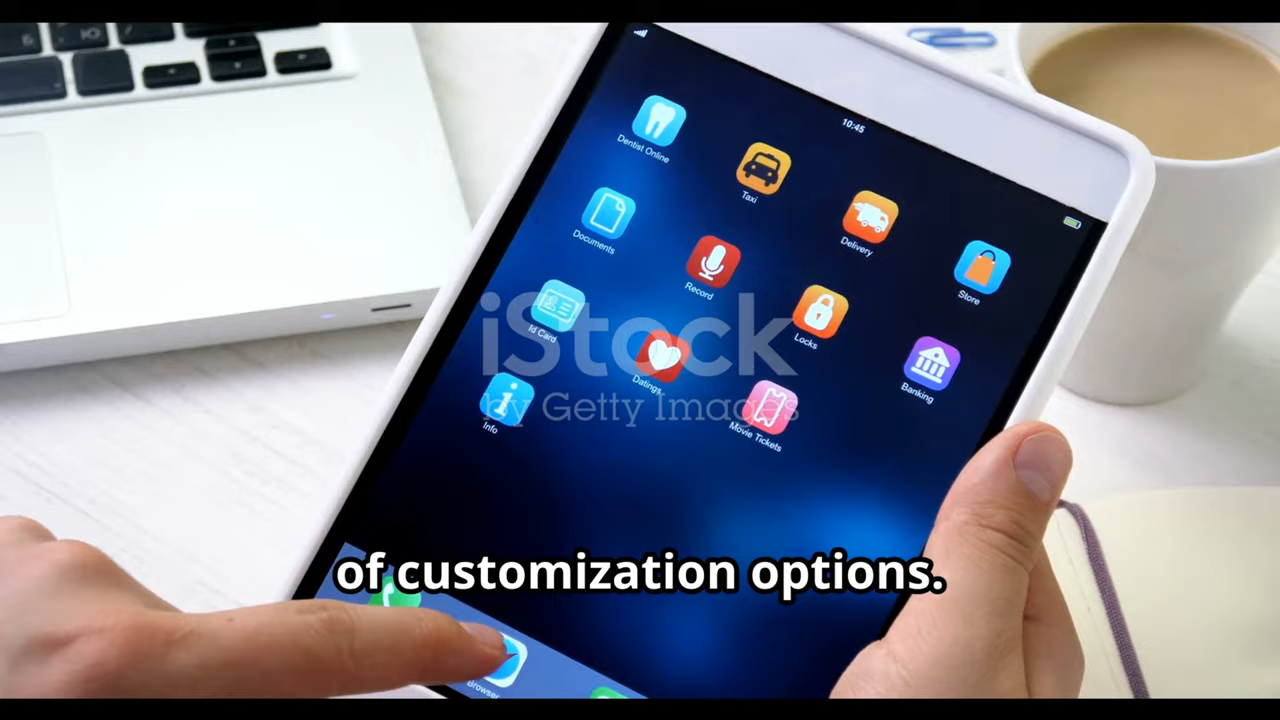 10:45
Dentist Online
Taxi
Delivery
Store
Documents
Record
Locks
Banking
Id Card
Datings
Movie Tickets
Info
iStock
by Getty Images
of customization options.
Browser